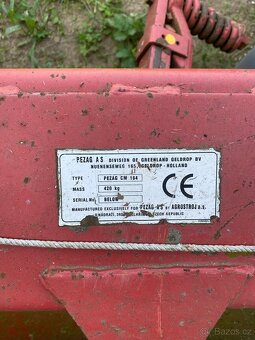 PEZAG A S DIVISION OF GREENLAND GELDROP BV
NUENENSEWEG 165, GELDROP - HOLLAND
TYPE PEZAG CM 164
MASS 420 kg
SERIAL Nr
CE
MANUFACTURED EXCLUSIVELY FOR PEZAG A/S BY AGROSTROJ a.s.
CZECH REPUBLIC
© Bazos.cz